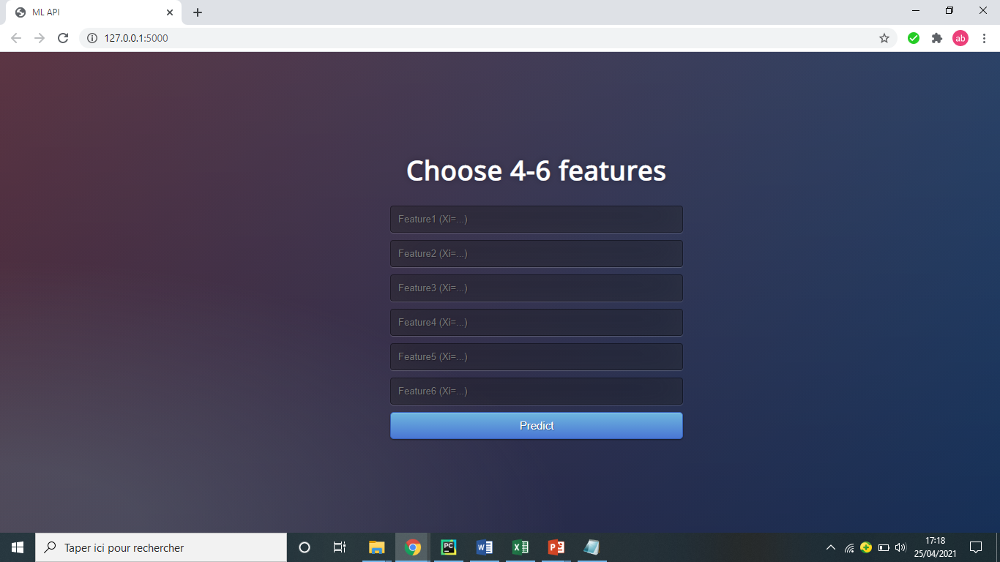 ML API
127.0.0.1:5000
ab
Choose 4-6 features
Feature1 (Xi=...)
Feature2 (Xi=...)
Feature3 (Xi=...)
Feature4 (Xi=...)
Feature5 (Xi=...)
Feature6 (Xi=...)
Predict
Taper ici pour rechercher
PC
W
X
P
17:18
25/04/2021